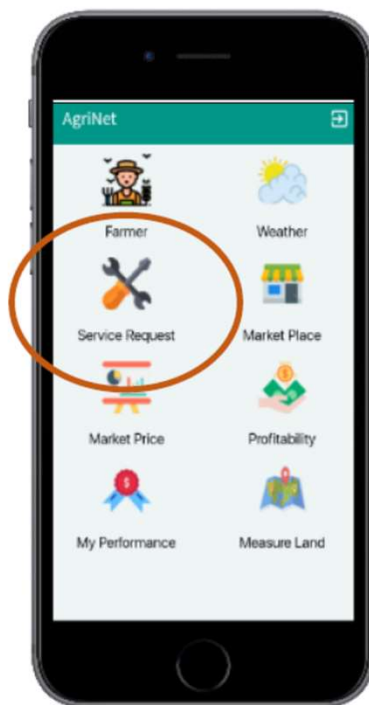 AgriNet
Farmer
Weather
Service Request
Market Place
Market Price
Profitability
My Performance
Measure Land